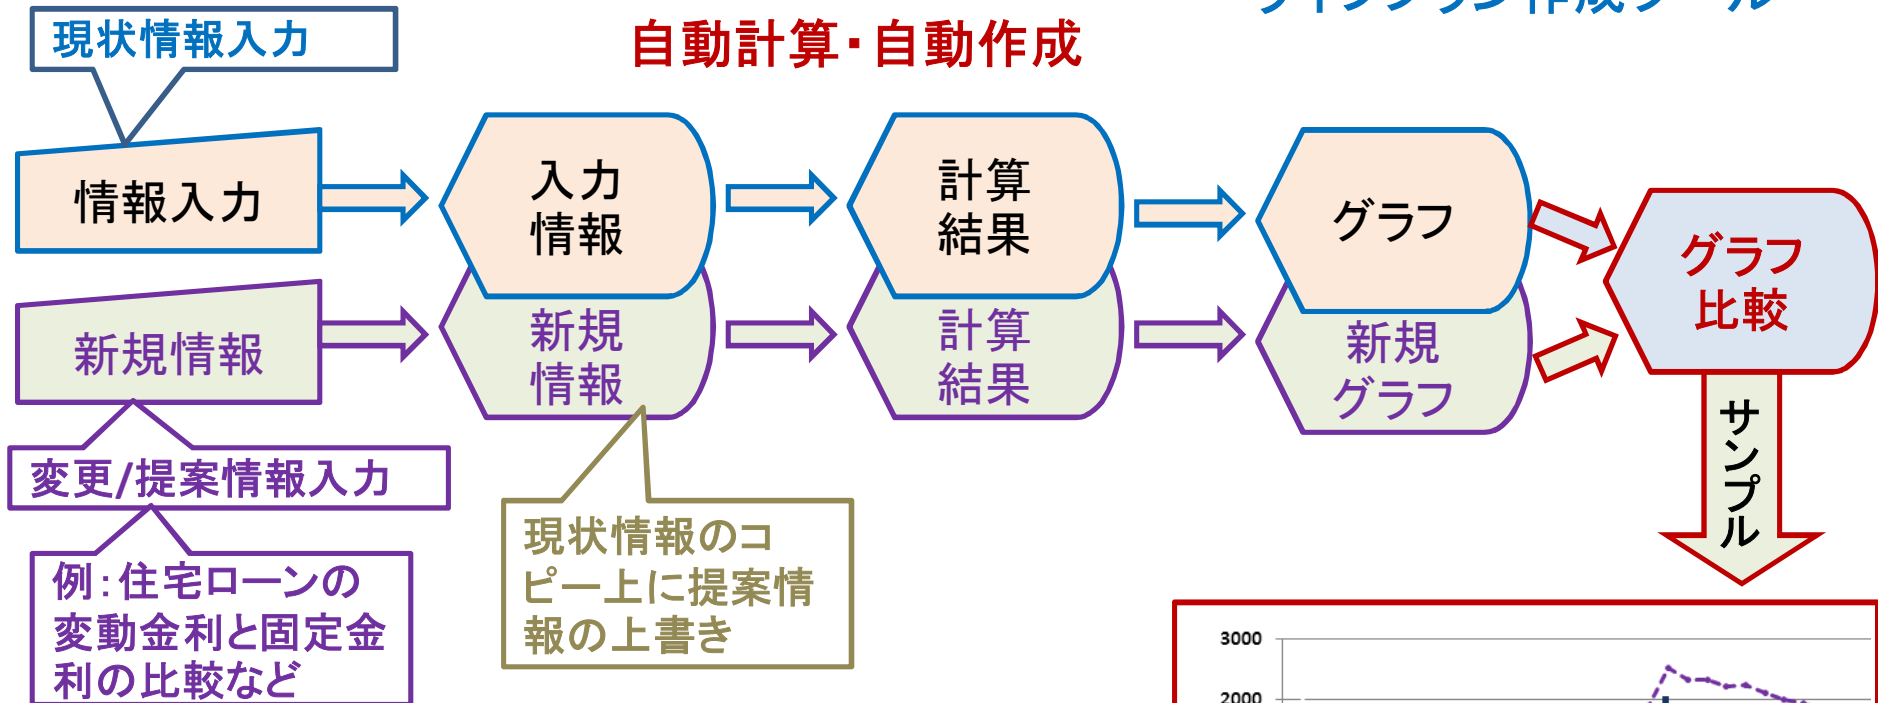 現状情報入力
自動計算・自動作成
情報入力
入力
情報
計算
結果
グラフ
グラフ
比較
新規情報
新規
情報
計算
結果
新規
グラフ
サンプル
変更/提案情報入力
例:住宅ローンの
変動金利と固定金
利の比較など
現状情報のコ
ピー上に提案情
報の上書き
3000
2000